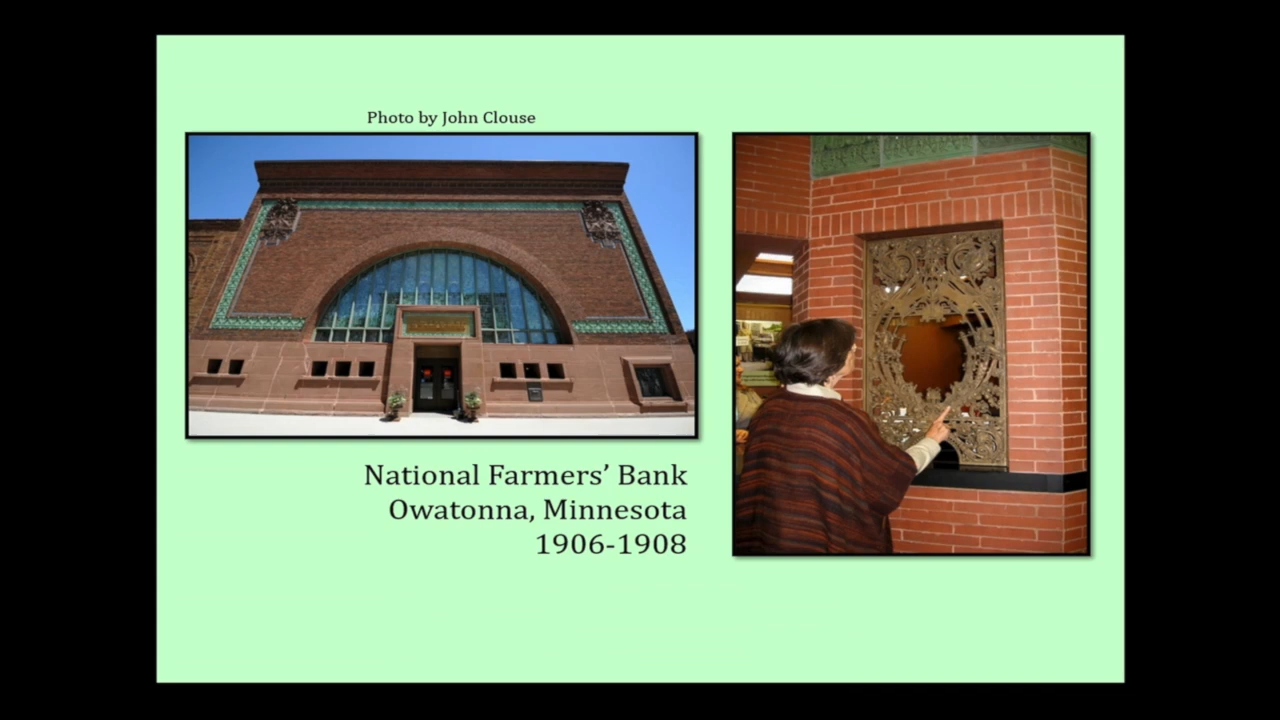 Photo by John Clouse
National Farmers’ Bank
Owatonna, Minnesota
1906-1908